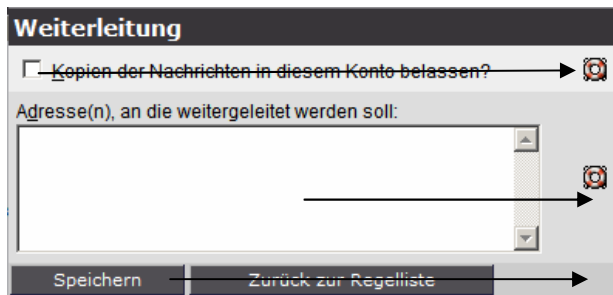 Weiterleitung
Kopien der Nachrichten in diesem Konto belassen?
Adresse(n), an die weitergeleitet werden soll:
Speichern Zurück zur Regelliste